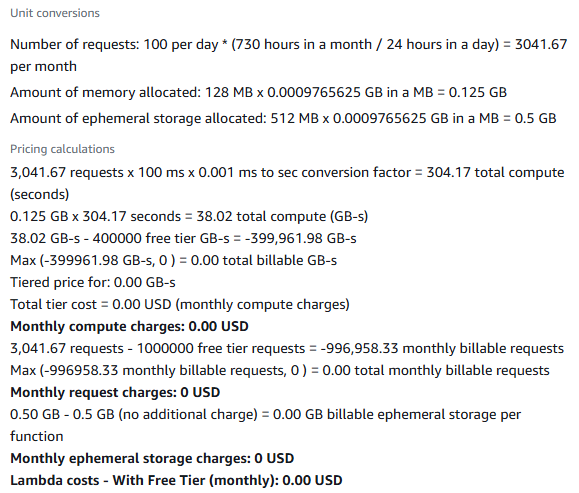 Unit conversions
Number of requests: 100 per day * (730 hours in a month / 24 hours in a day) = 3041.67
per month
Amount of memory allocated: 128 MB x 0.0009765625 GB in a MB = 0.125 GB
Amount of ephemeral storage allocated: 512 MB x 0.0009765625 GB in a MB = 0.5 GB
Pricing calculations
3,041.67 requests x 100 ms x 0.001 ms to sec conversion factor = 304.17 total compute
(seconds)
0.125 GB x 304.17 seconds = 38.02 total compute (GB-s)
38.02 GB-s - 400000 free tier GB-s = -399,961.98 GB-s
Max (-399961.98 GB-s, 0 ) = 0.00 total billable GB-s
Tiered price for: 0.00 GB-s
Total tier cost = 0.00 USD (monthly compute charges)
Monthly compute charges: 0.00 USD
3,041.67 requests - 1000000 free tier requests = -996,958.33 monthly billable requests
Max (-996958.33 monthly billable requests, 0 ) = 0.00 total monthly billable requests
Monthly request charges: 0 USD
0.50 GB - 0.5 GB (no additional charge) = 0.00 GB billable ephemeral storage per
function
Monthly ephemeral storage charges: 0 USD
Lambda costs - With Free Tier (monthly): 0.00 USD